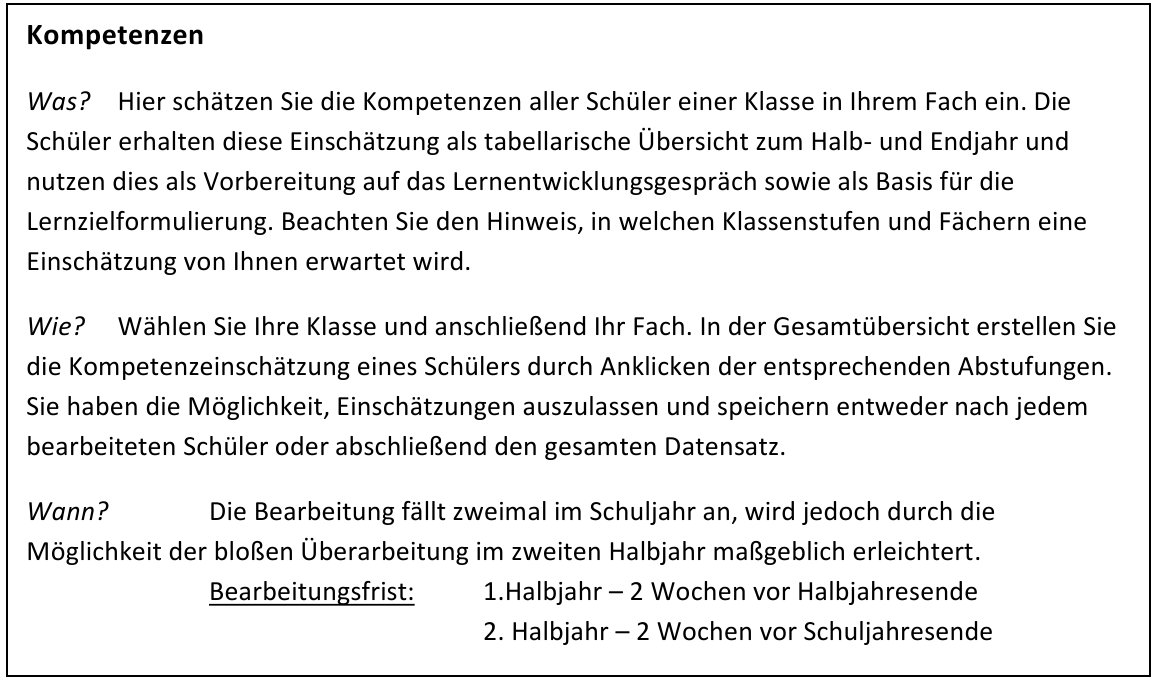 Kompetenzen
Was? Hier schätzen Sie die Kompetenzen aller Schüler einer Klasse in Ihrem Fach ein. Die
Schüler erhalten diese Einschätzung als tabellarische Übersicht zum Halb- und Endjahr und
nutzen dies als Vorbereitung auf das Lernentwicklungsgespräch sowie als Basis für die
Lernzielformulierung. Beachten Sie den Hinweis, in welchen Klassenstufen und Fächern eine
Einschätzung von Ihnen erwartet wird.
Wie? Wählen Sie Ihre Klasse und anschließend Ihr Fach. In der Gesamtübersicht erstellen Sie
die Kompetenzeinschätzung eines Schülers durch Anklicken der entsprechenden Abstufungen.
Sie haben die Möglichkeit, Einschätzungen auszulassen und speichern entweder nach jedem
bearbeiteten Schüler oder abschließend den gesamten Datensatz.
Wann? Die Bearbeitung fällt zweimal im Schuljahr an, wird jedoch durch die
Möglichkeit der bloßen Überarbeitung im zweiten Halbjahr maßgeblich erleichtert.
Bearbeitungsfrist: 1.Halbjahr – 2 Wochen vor Halbjahresende
2. Halbjahr – 2 Wochen vor Schuljahresende